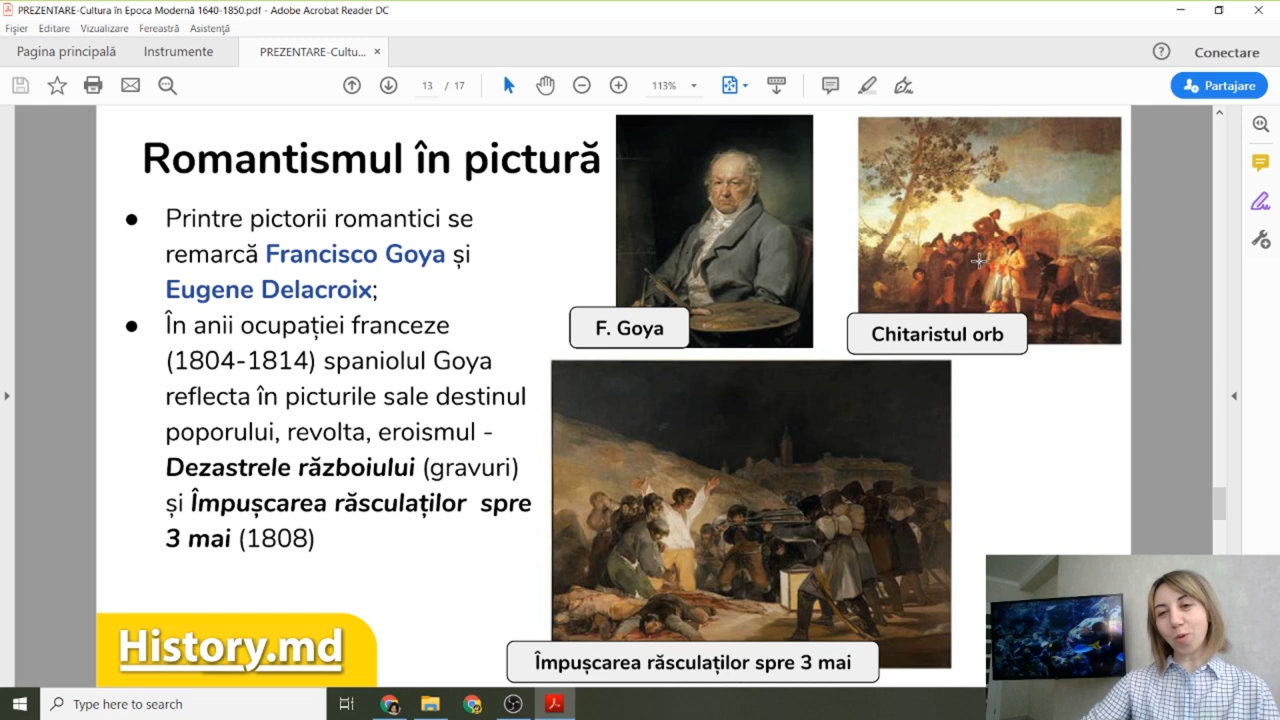 PREZENTARE-Cultura în Epoca Modernă 1640-1850.pdf - Adobe Acrobat Reader DC
Fișier Editare Vizualizare Fereastră Asistență
Pagina principală Instrumente PREZENTARE-Cultu... × Conectare
13 / 17 113% Partajare
Romantismul în pictură
● Printre pictorii romantici se
remarcă Francisco Goya și
Eugene Delacroix;
● În anii ocupației franceze
(1804-1814) spaniolul Goya
reflecta în picturile sale destinul
poporului, revolta, eroismul -
Dezastrele războiului (gravuri)
și Împușcarea răsculaților spre
3 mai (1808)
F. Goya
Chitaristul orb
Împușcarea răsculaților spre 3 mai
History.md
Type here to search